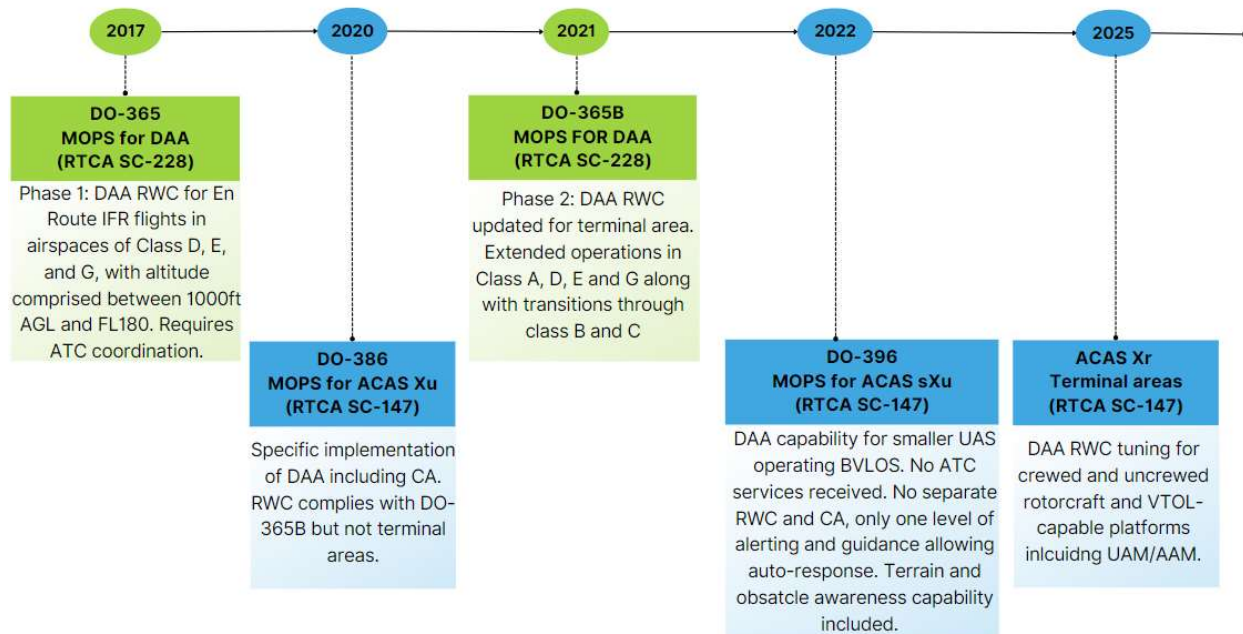 2017
2020
2021
2022
2025
DO-365
MOPS for DAA
(RTCA SC-228)
Phase 1: DAA RWC for En
Route IFR flights in
airspaces of Class D, E,
and G, with altitude
comprised between 1000ft
AGL and FL180. Requires
ATC coordination.
DO-386
MOPS for ACAS Xu
(RTCA SC-147)
Specific implementation
of DAA including CA.
RWC complies with DO-
365B but not terminal
areas.
DO-365B
MOPS FOR DAA
(RTCA SC-228)
Phase 2: DAA RWC
updated for terminal area.
Extended operations in
Class A, D, E and G along
with transitions through
class B and C
DO-396
MOPS for ACAS sXu
(RTCA SC-147)
DAA capability for smaller UAS
operating BVLOS. No ATC
services received. No separate
RWC and CA, only one level of
alerting and guidance allowing
auto-response. Terrain and
obsatcle awareness capability
included.
ACAS Xr
Terminal areas
(RTCA SC-147)
DAA RWC tuning for
crewed and uncrewed
rotorcraft and VTOL-
capable platforms
inlcuidng UAM/AAM.